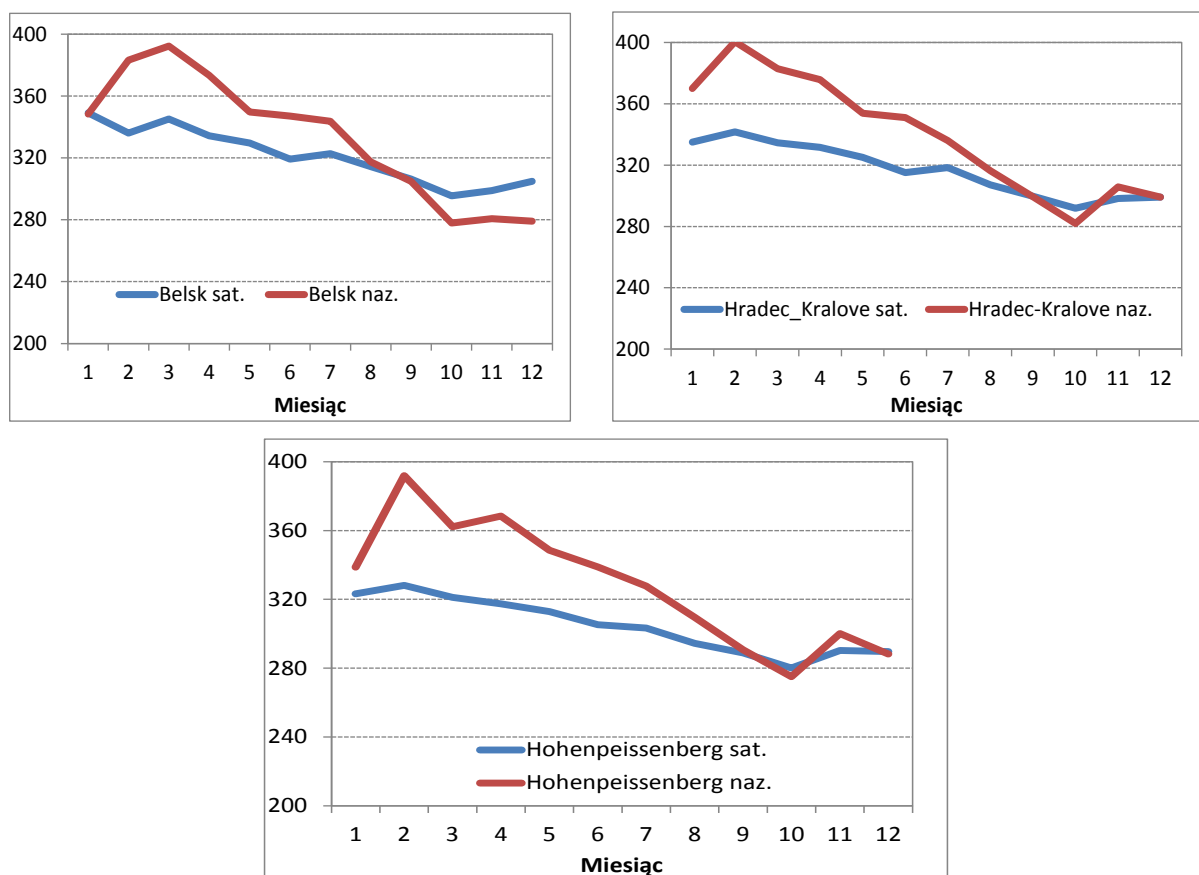 400
360
320
280
240
200
Belsk sat. Belsk naz.
1 2 3 4 5 6 7 8 9 10 11 12
Miesiąc
400
360
320
280
240
200
Hradec_Kralove sat. Hradec-Kralove naz.
1 2 3 4 5 6 7 8 9 10 11 12
Miesiąc
400
360
320
280
240
200
Hohenpeissenberg sat.
Hohenpeissenberg naz.
1 2 3 4 5 6 7 8 9 10 11 12
Miesiąc